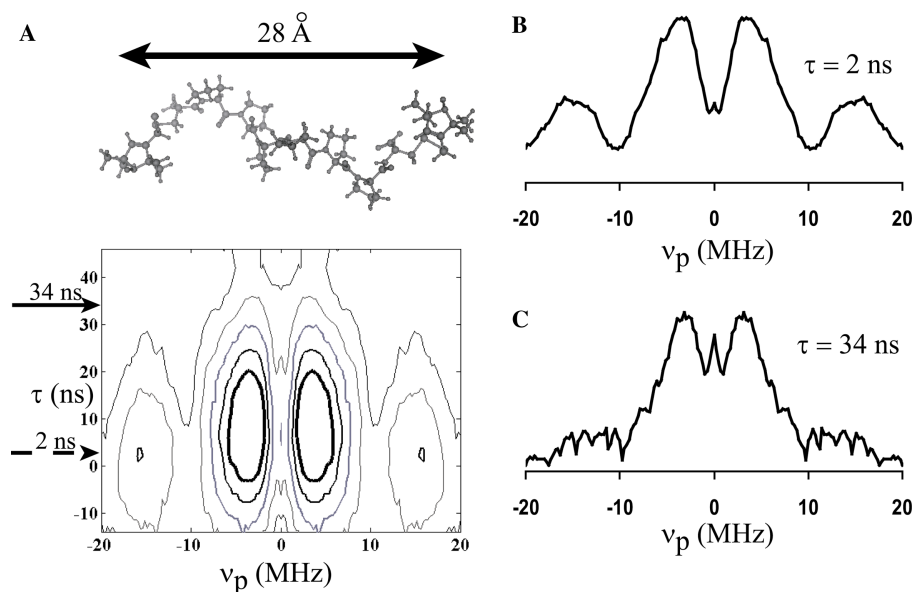 A
28 Å
40
34 ns
30
20
τ (ns)
10
2 ns
0
-10
-20 -10 0 10 20
νp (MHz)
B
τ = 2 ns
-20 -10 0 10 20
νp (MHz)
C
τ = 34 ns
-20 -10 0 10 20
νp (MHz)